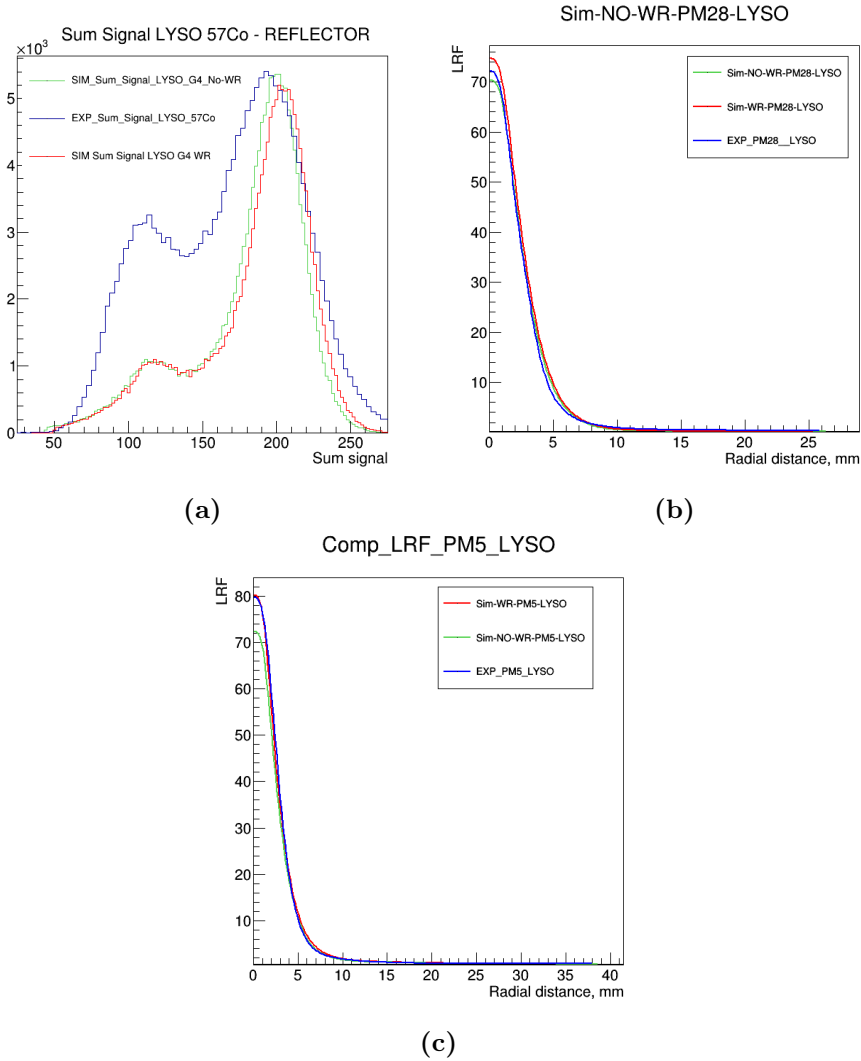 Sum Signal LYSO 57Co - REFLECTOR
×10³
SIM_Sum_Signal_LYSO_G4_No-WR
EXP_Sum_Signal_LYSO_57Co
SIM Sum Signal LYSO G4 WR
5
4
3
2
1
0
50
100
150
200
250
Sum signal
(a)
Sim-NO-WR-PM28-LYSO
LRF
Sim-NO-WR-PM28-LYSO
Sim-WR-PM28-LYSO
EXP_PM28__LYSO
70
60
50
40
30
20
10
0
5
10
15
20
25
Radial distance, mm
(b)
Comp_LRF_PM5_LYSO
LRF
Sim-WR-PM5-LYSO
Sim-NO-WR-PM5-LYSO
EXP_PM5_LYSO
80
70
60
50
40
30
20
10
0
5
10
15
20
25
30
35
40
Radial distance, mm
(c)